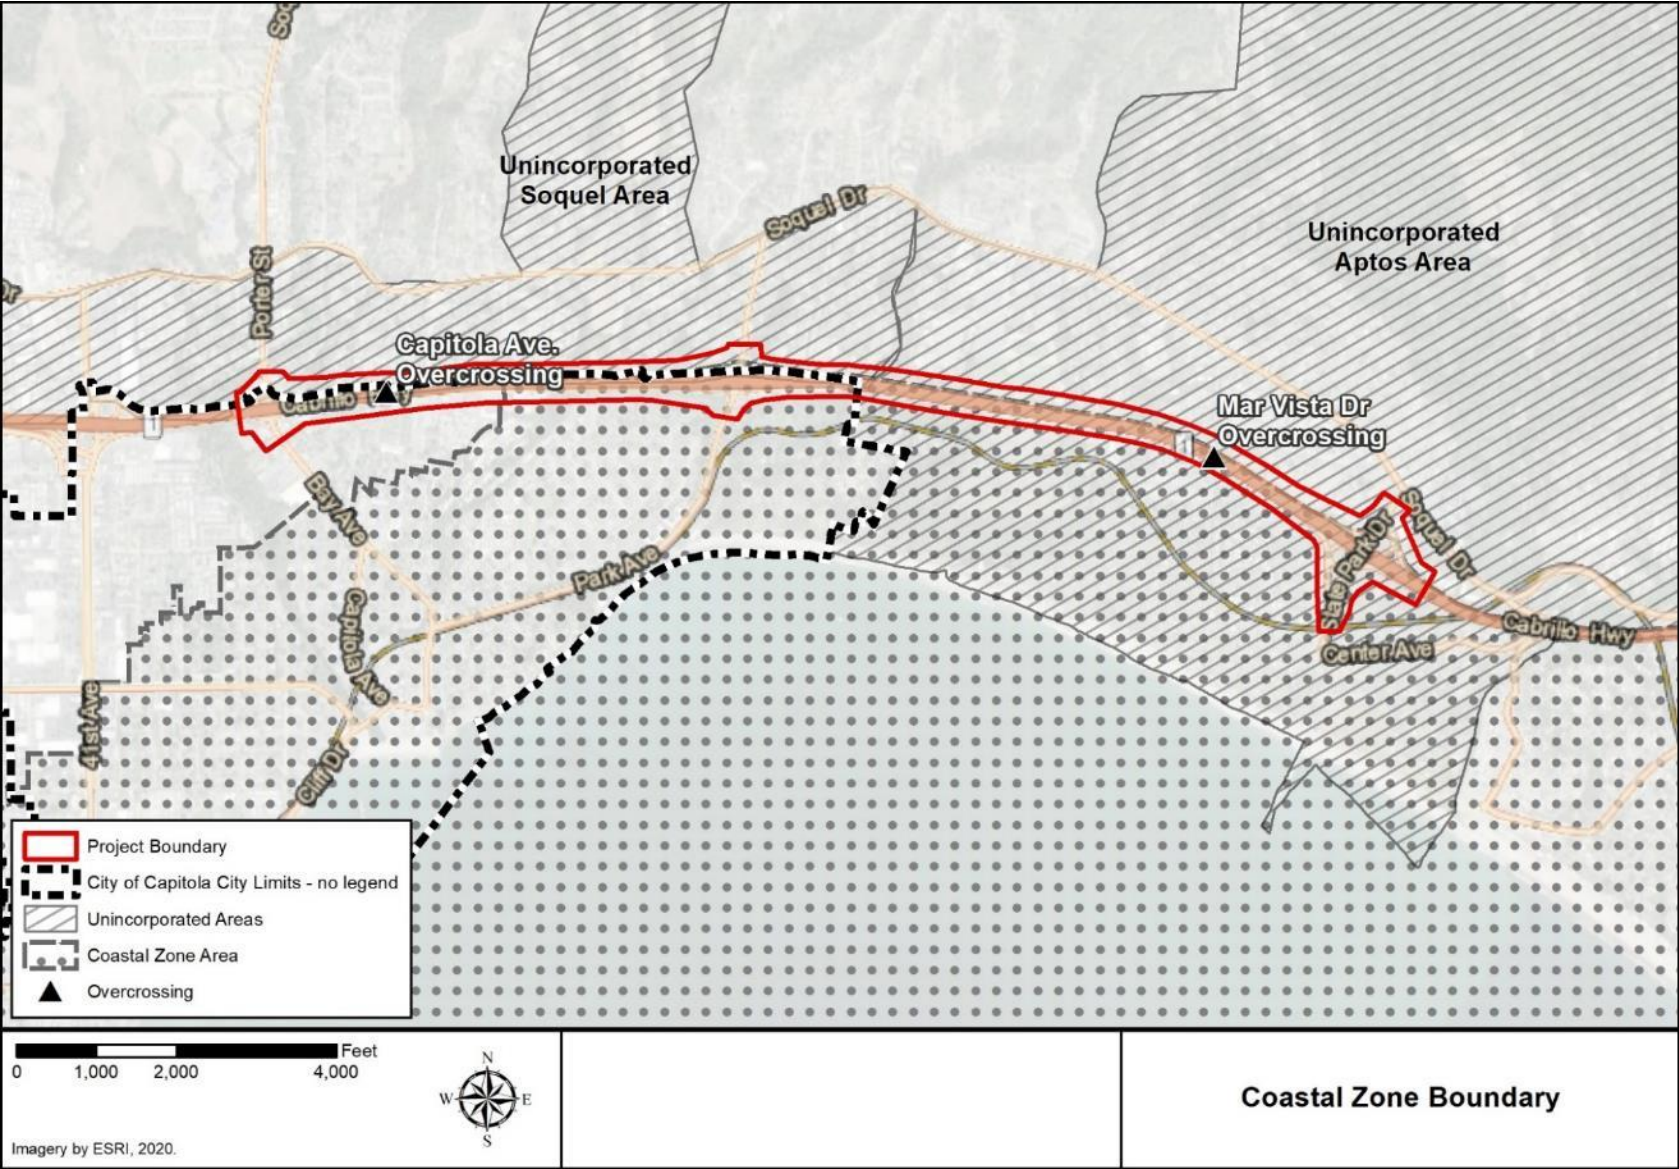 Soq
Unincorporated
Soquel Area
Soquel Dr
Unincorporated
Aptos Area
Porter St
Dr
Capitola Ave.
Overcrossing
Cabrillo Hwy
1
Mar Vista Dr
Overcrossing
1
Bay Ave
Soquel Dr
State Park Dr
Park Ave
Capitola
Ave
Cabrillo Hwy
Center Ave
41st Ave
Cliff Dr
Project Boundary
City of Capitola City Limits - no legend
Unincorporated Areas
Coastal Zone Area
Overcrossing
Feet
0 1,000 2,000 4,000
N
W E
S
Imagery by ESRI, 2020.
Coastal Zone Boundary